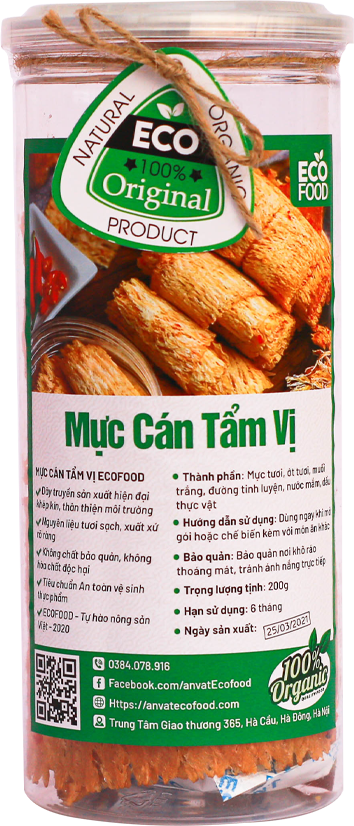 NATURAL
ORGANIC
ECO
100%
Original
PRODUCT
ECO
FOOD
Mực Cán Tẩm Vị
MỰC CÁN TẨM VỊ ECOFOOD
Dây truyền sản xuất hiện đại
khép kín, thân thiện môi trường
Nguyên liệu tươi sạch, xuất xứ
rõ ràng
Không chất bảo quản, không
hóa chất độc hại
Tiêu chuẩn An toàn vệ sinh
thực phẩm
ECOFOOD - Tự hào nông sản
Việt - 2020
• Thành phần: Mực tươi, ớt tươi, muối
trắng, đường tinh luyện, nước mắm, dầu
thực vật
• Hướng dẫn sử dụng: Dùng ngay khi mở
gói hoặc chế biến kèm với món ăn khác
• Bảo quản: Bảo quản nơi khô ráo
thoáng mát, tránh ánh nắng trực tiếp
• Trọng lượng tịnh: 200g
• Hạn sử dụng: 6 tháng
• Ngày sản xuất: 25/03/2021
0384.078.916
Facebook.com/anvatEcofood
Https://anvatecofood.com
Trung Tâm Giao thương 365, Hà Cầu, Hà Đông, Hà Nội
100%
Organic